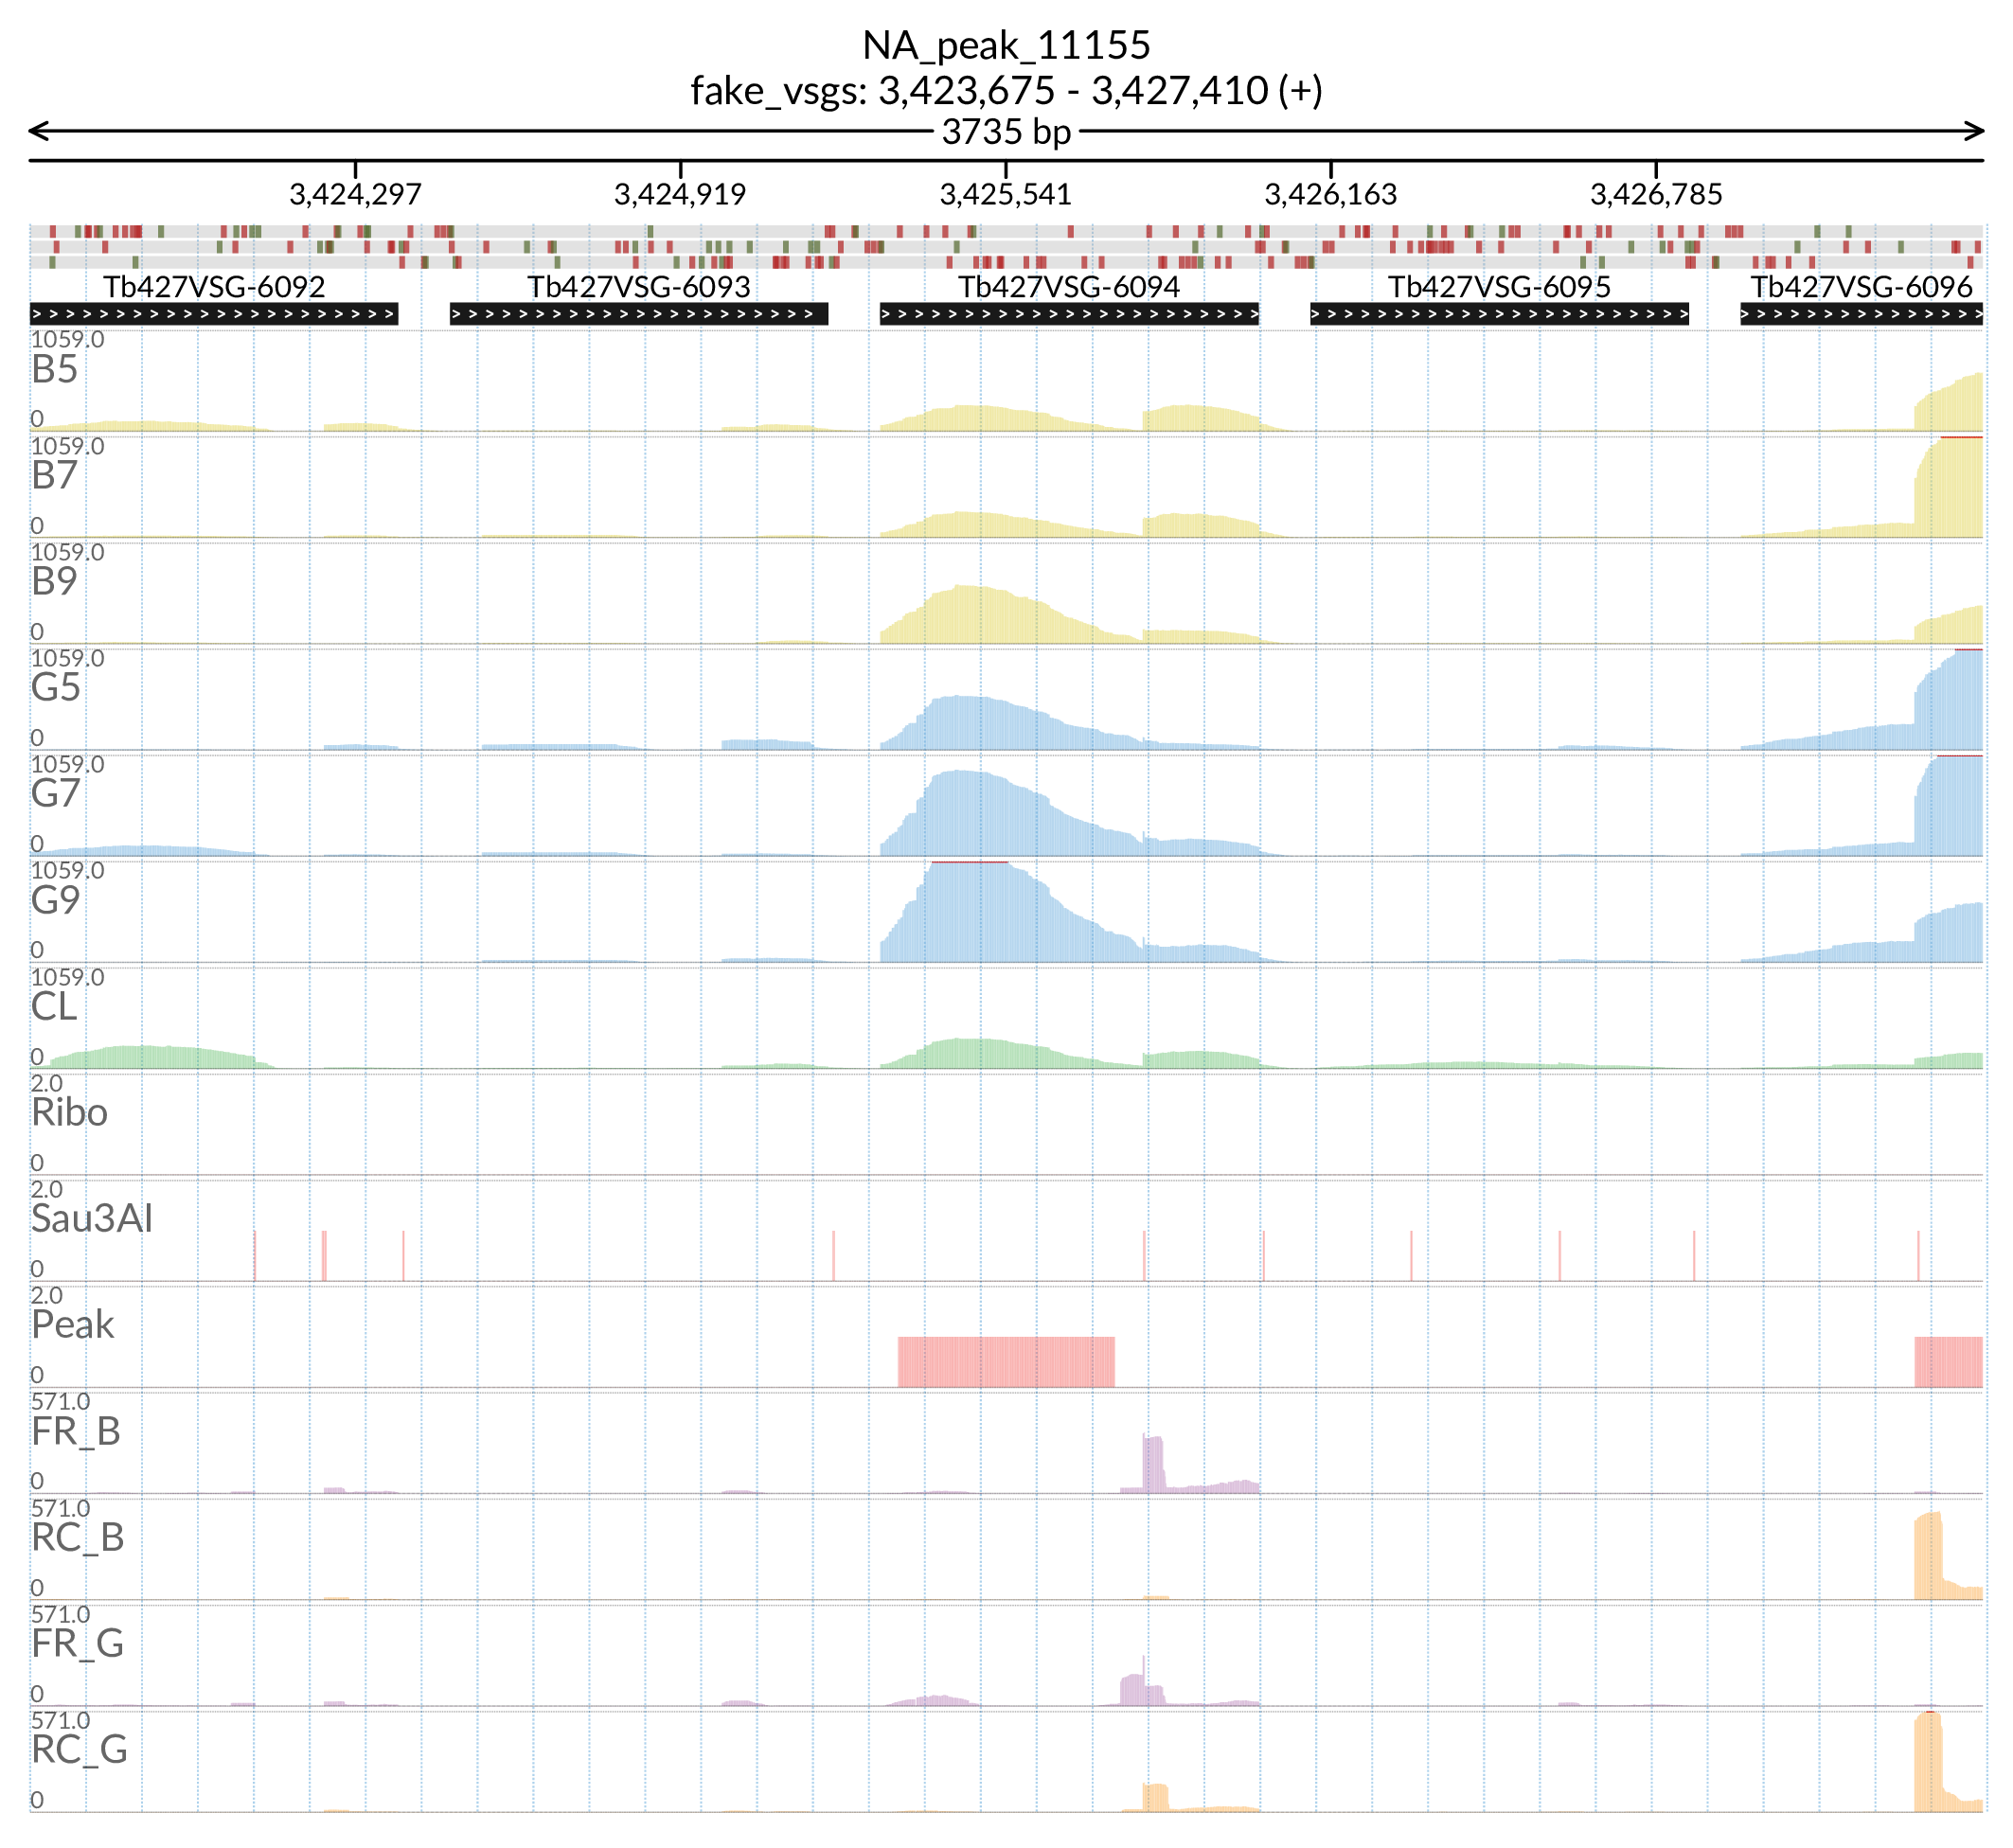 NA_peak_11155
fake_vsgs: 3,423,675 - 3,427,410 (+)
3735 bp
3,424,297 3,424,919 3,425,541 3,426,163 3,426,785
Tb427VSG-6092 Tb427VSG-6093 Tb427VSG-6094 Tb427VSG-6095 Tb427VSG-6096
1059.0
B5
0
1059.0
B7
0
1059.0
B9
0
1059.0
G5
0
1059.0
G7
0
1059.0
G9
0
1059.0
CL
0
2.0
Ribo
0
2.0
Sau3AI
0
2.0
Peak
0
571.0
FR_B
0
571.0
RC_B
0
571.0
FR_G
0
571.0
RC_G
0